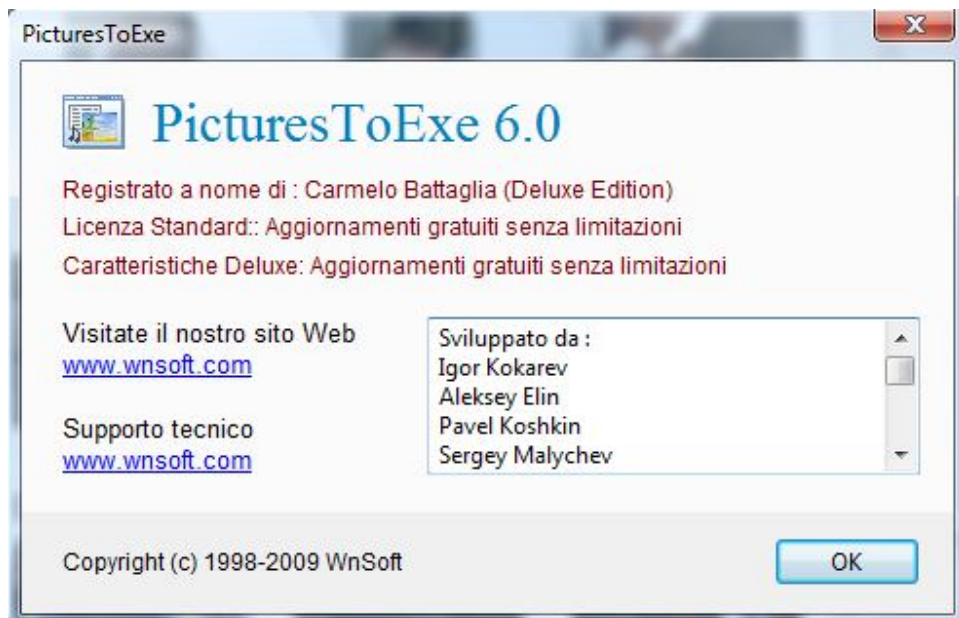 PicturesToExe
PicturesToExe 6.0
Registrato a nome di : Carmelo Battaglia (Deluxe Edition)
Licenza Standard:: Aggiornamenti gratuiti senza limitazioni
Caratteristiche Deluxe: Aggiornamenti gratuiti senza limitazioni
Visitate il nostro sito Web
www.wnsoft.com
Supporto tecnico
www.wnsoft.com
Sviluppato da :
Igor Kokarev
Aleksey Elin
Pavel Koshkin
Sergey Malychev
Copyright (c) 1998-2009 WnSoft
OK